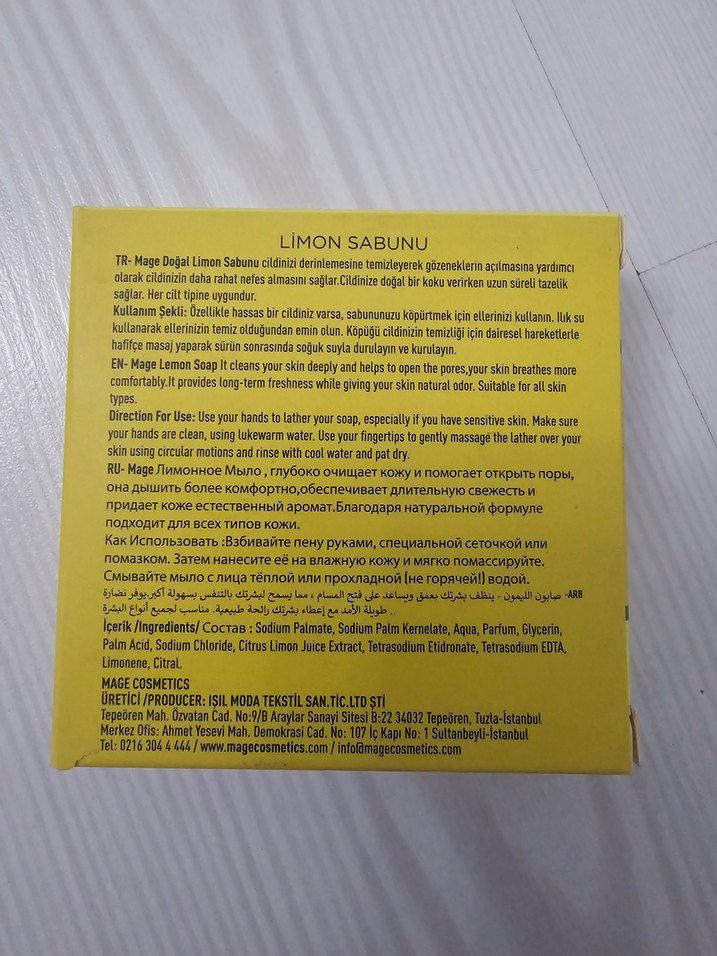 LİMON SABUNU
TR- Mage Doğal Limon Sabunu cildinizi derinlemesine temizleyerek gözeneklerin açılmasına yardımcı
olarak cildinizin daha rahat nefes almasını sağlar.Cildinize doğal bir koku verirken uzun süreli tazelik
sağlar. Her cilt tipine uygundur.
Kullanım Şekli: Özellikle hassas bir cildiniz varsa, sabununuzu köpürtmek için ellerinizi kullanın. Ilık su
kullanarak ellerinizin temiz olduğundan emin olun. Köpüğü cildinizin temizliği için dairesel hareketlerle
hafifçe masaj yaparak sürün sonrasında soğuk suyla durulayın ve kurulayın.
EN- Mage Lemon Soap It cleans your skin deeply and helps to open the pores,your skin breathes more
comfortably.It provides long-term freshness while giving your skin natural odor. Suitable for all skin
types.
Direction For Use: Use your hands to lather your soap, especially if you have sensitive skin. Make sure
your hands are clean, using lukewarm water. Use your fingertips to gently massage the lather over your
skin using circular motions and rinse with cool water and pat dry.
RU- Mage Лимонное Мыло , глубоко очищает кожу и помогает открыть поры,
она дышить более комфортно,обеспечивает длительную свежесть и
придает коже естественный аромат.Благодаря натуральной формуле
подходит для всех типов кожи.
Как Использовать :Взбивайте пену руками, специальной сеточкой или
помазком. Затем нанесите её на влажную кожу и мягко помассируйте.
Смывайте мыло с лица тёплой или прохладной (не горячей!) водой.
ARB- صابون الليمون - ينظف بشرتك بعمق ويساعد على فتح المسام ، مما يسمح لبشرتك بالتنفس بسهولة أكبر.يوفر نضارة
طويلة الأمد مع إعطاء بشرتك رائحة طبيعية. مناسب لجميع أنواع البشرة ..
İçerik /Ingredients/ Состав : Sodium Palmate, Sodium Palm Kernelate, Aqua, Parfum, Glycerin,
Palm Acid, Sodium Chloride, Citrus Limon Juice Extract, Tetrasodium Etidronate, Tetrasodium EDTA,
Limonene, Citral.
MAGE COSMETICS
ÜRETİCİ /PRODUCER: IŞIL MODA TEKSTİL SAN.TİC.LTD ŞTİ
Tepeören Mah. Özvatan Cad. No:9/B Araylar Sanayi Sitesi B:22 34032 Tepeören, Tuzla-İstanbul
Merkez Ofis: Ahmet Yesevi Mah. Demokrasi Cad. No: 107 İç Kapı No: 1 Sultanbeyli-İstanbul
Tel: 0216 304 4 444 / www.magecosmetics.com / info@magecosmetics.com